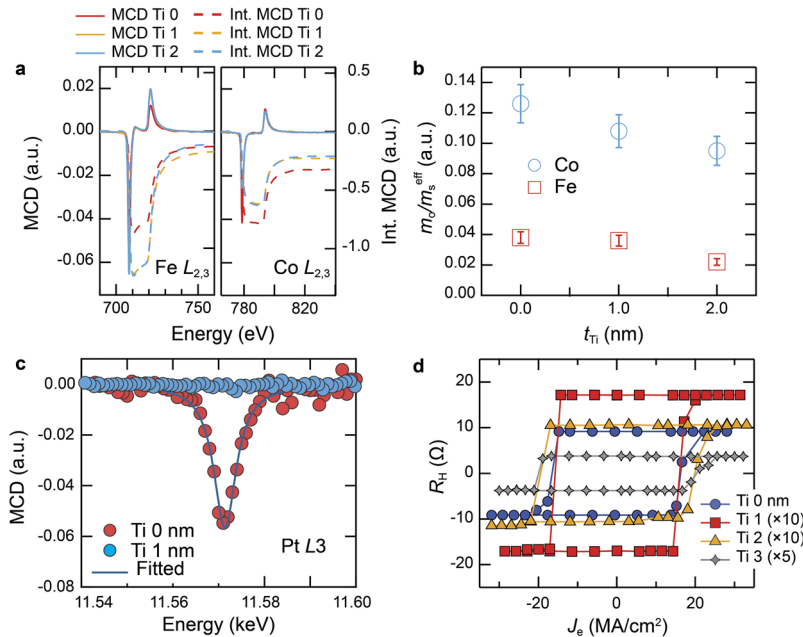 MCD Ti 0 Int. MCD Ti 0
MCD Ti 1 Int. MCD Ti 1
MCD Ti 2 Int. MCD Ti 2
a
0.02
0.00
-0.02
-0.04
-0.06
MCD (a.u.)
0.5
0.0
-0.5
-1.0
Int. MCD (a.u.)
Fe L2,3
Co L2,3
700 750
780 820
Energy (eV)
b
0.14
0.12
0.10
0.08
0.06
0.04
0.02
0.00
mo/ms^eff
Co
Fe
0.0 1.0 2.0
tTi (nm)
c
0.00
-0.02
-0.04
-0.06
-0.08
MCD (a.u.)
Ti 0 nm
Ti 1 nm
Fitted
Pt L3
11.54 11.56 11.58 11.60
Energy (keV)
d
20
10
0
-10
-20
RH (Ω)
Ti 0 nm
Ti 1 (×10)
Ti 2 (×10)
Ti 3 (×5)
-20 0 20
Je (MA/cm²)